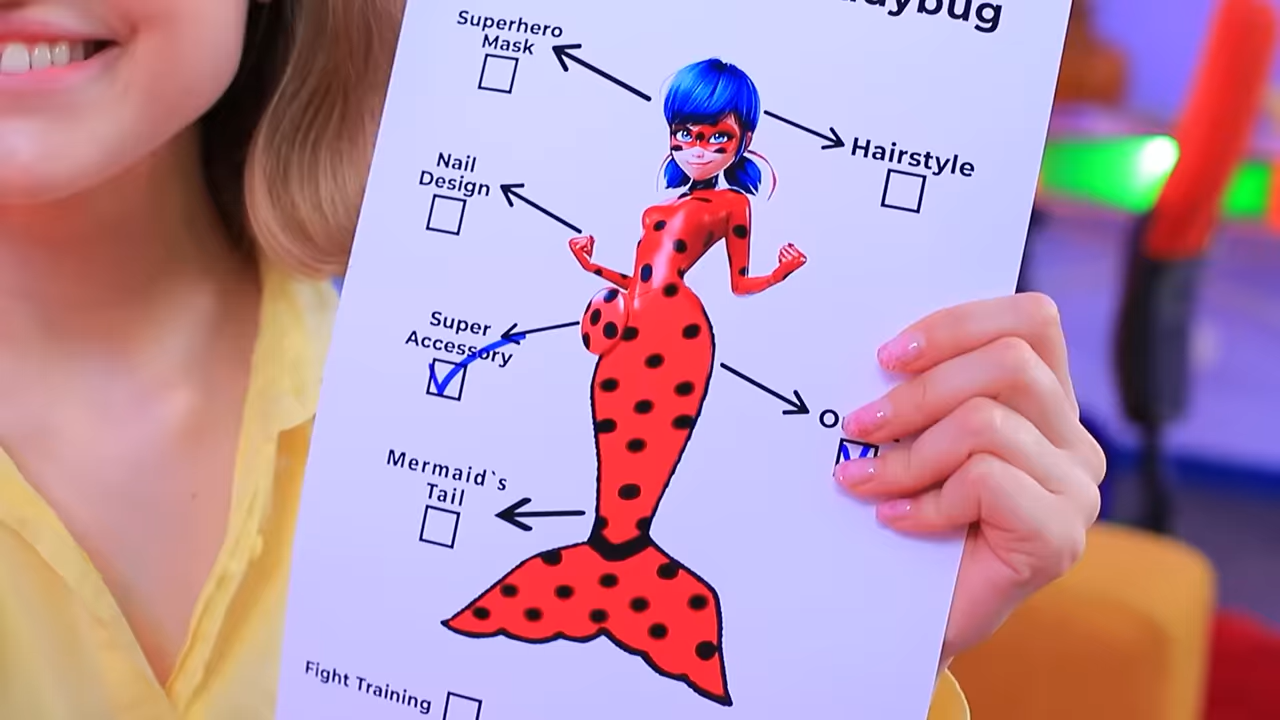 Superhero
Mask
Hairstyle
Nail
Design
Super
Accessory
Mermaid`s
Tail
Fight Training